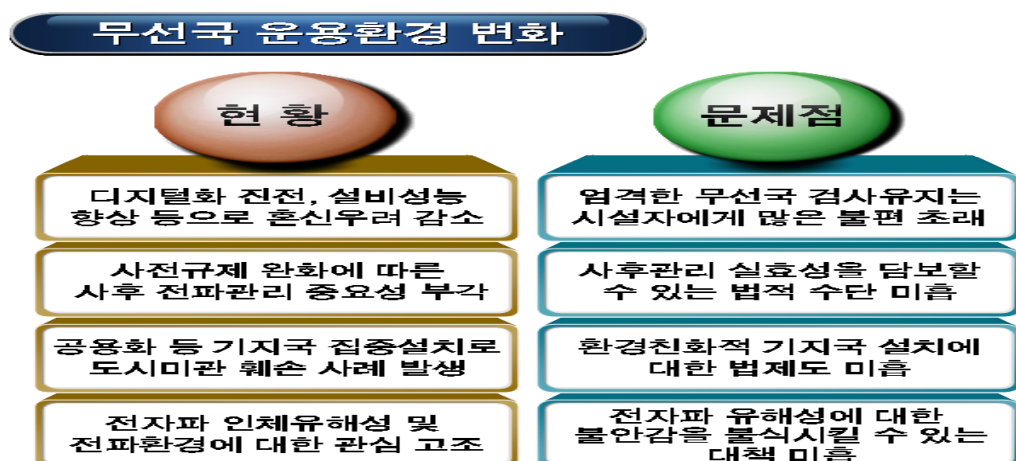 무선국 운용환경 변화
현 황
디지털화 진전, 설비성능
향상 등으로 혼신우려 감소
사전규제 완화에 따른
사후 전파관리 중요성 부각
공용화 등 기지국 집중설치로
도시미관 훼손 사례 발생
전자파 인체유해성 및
전파환경에 대한 관심 고조
문제점
엄격한 무선국 검사유지는
시설자에게 많은 불편 초래
사후관리 실효성을 담보할
수 있는 법적 수단 미흡
환경친화적 기지국 설치에
대한 법제도 미흡
전자파 유해성에 대한
불안감을 불식시킬 수 있는
대책 미흡